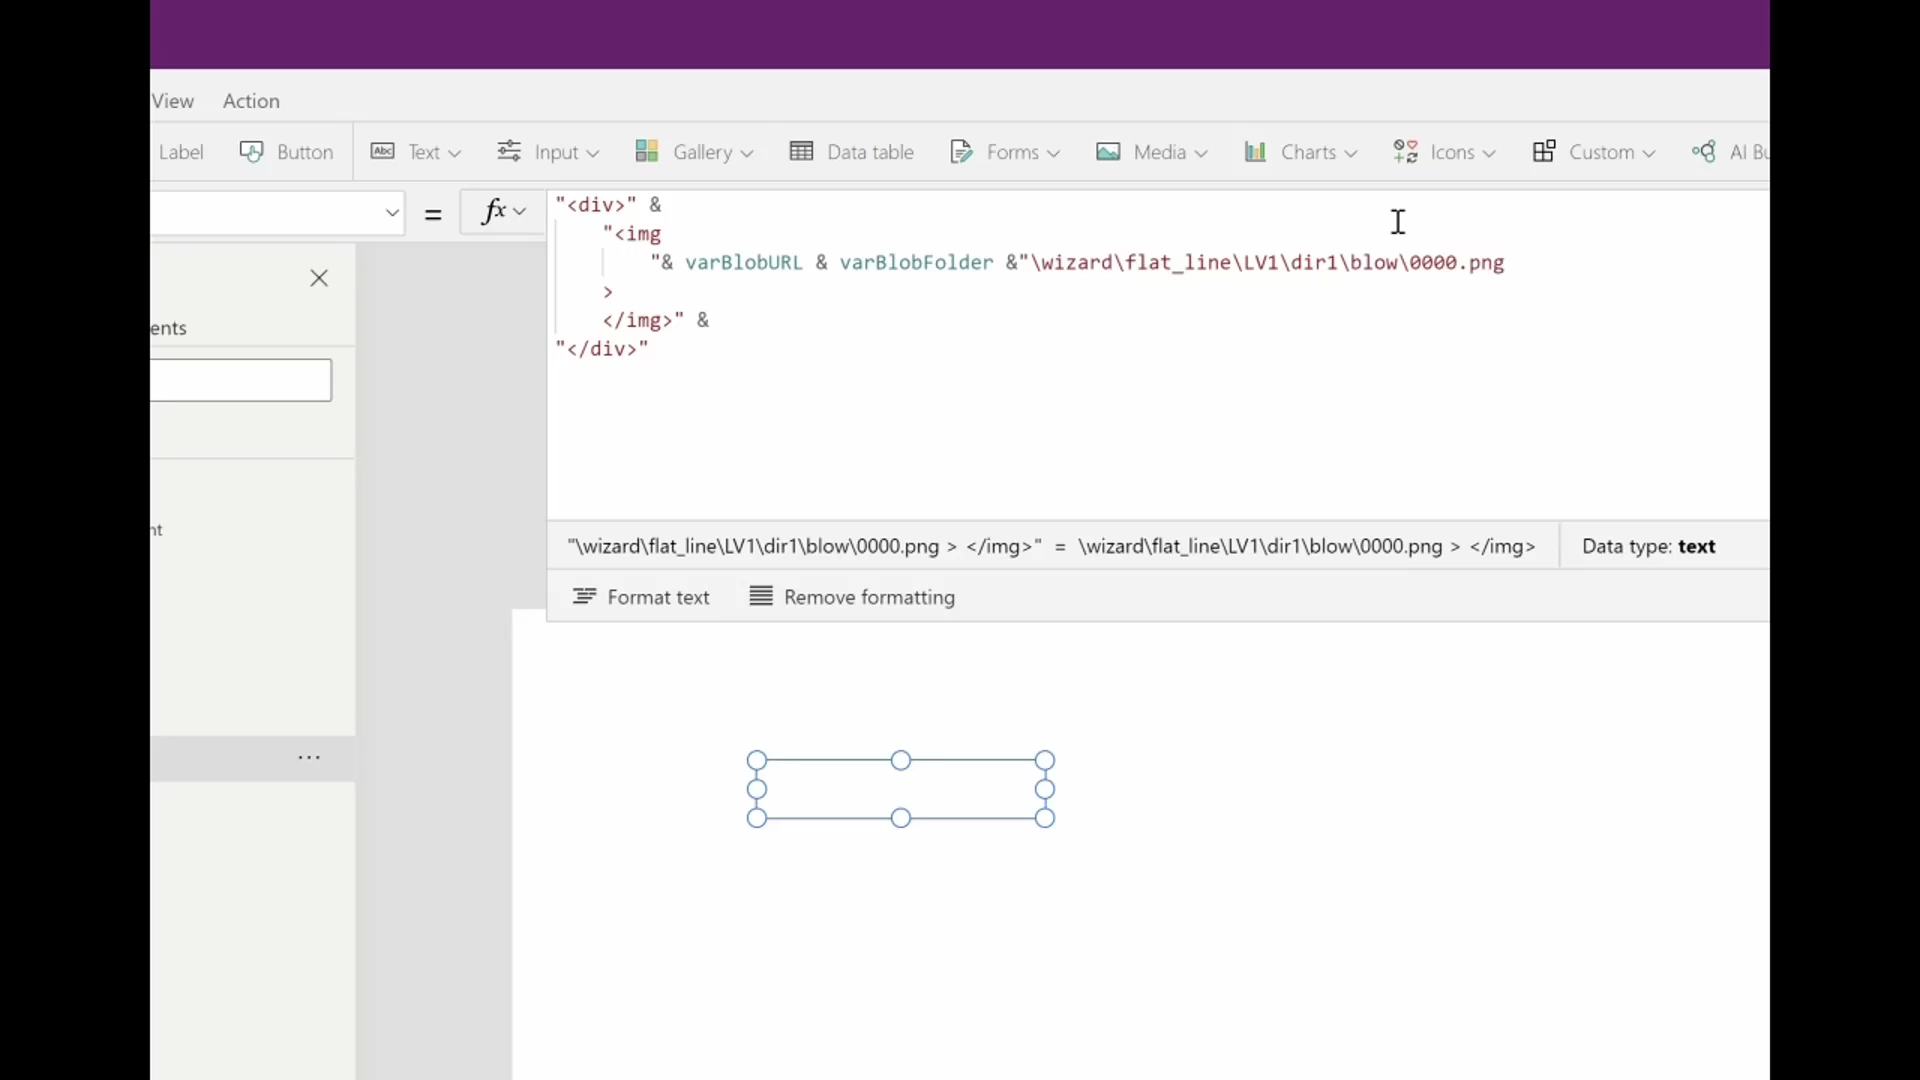 View Action
Label Button Abc Text Input Gallery Data table Forms Media Charts Icons Custom AI Bu
= fx "<div>" &
"<img
"& varBlobURL & varBlobFolder &"\wizard\flat_line\LV1\dir1\blow\0000.png
>
</img>" &
"</div>"
ents
nt
"\wizard\flat_line\LV1\dir1\blow\0000.png > </img>" = \wizard\flat_line\LV1\dir1\blow\0000.png > </img> Data type: text
Format text Remove formatting
...